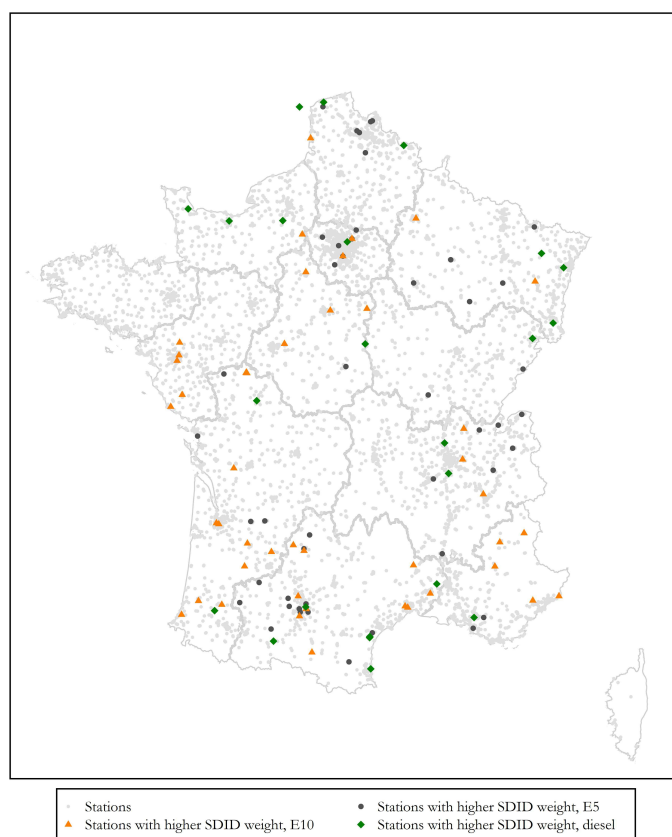 Stations
Stations with higher SDID weight, E5
Stations with higher SDID weight, E10
Stations with higher SDID weight, diesel